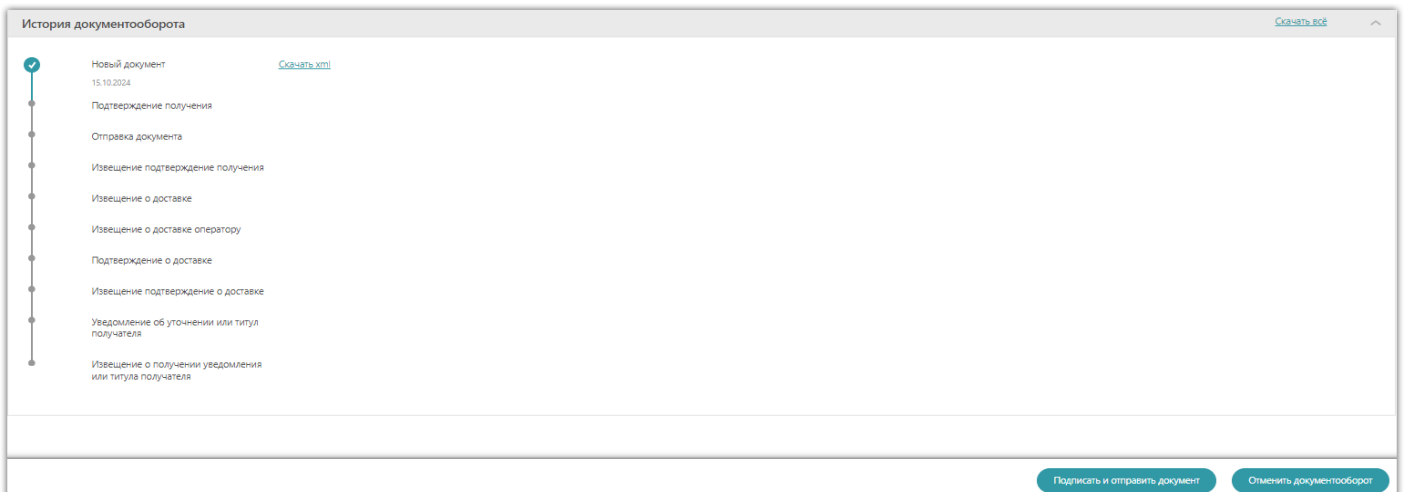 История документооборота
Скачать всё
Новый документ
Скачать xml
15.10.2024
Подтверждение получения
Отправка документа
Извещение подтверждение получения
Извещение о доставке
Извещение о доставке оператору
Подтверждение о доставке
Извещение подтверждение о доставке
Уведомление об уточнении или титул
получателя
Извещение о получении уведомления
или титула получателя
Подписать и отправить документ
Отменить документооборот